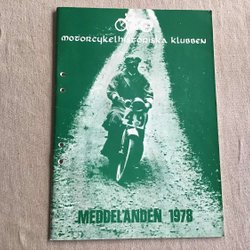 MOTORCYKELHISTORISKA KLUBBEN
MEDDELANDEN 1978